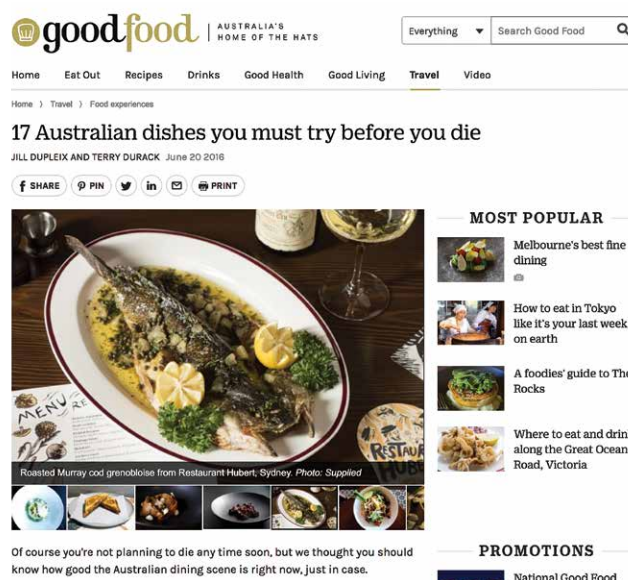 goodfood
AUSTRALIA'S
HOME OF THE HATS
Everything
Search Good Food
Home Eat Out Recipes Drinks Good Health Good Living Travel Video
Home > Travel > Food experiences
17 Australian dishes you must try before you die
JILL DUPLEIX AND TERRY DURACK June 20 2016
f SHARE PIN in PRINT
MENU
RESTAU
HUBE
Roasted Murray cod grenobloise from Restaurant Hubert, Sydney. Photo: Supplied
Of course you're not planning to die any time soon, but we thought you should
know how good the Australian dining scene is right now, just in case.
MOST POPULAR
Melbourne's best fine
dining
How to eat in Tokyo
like it's your last week
on earth
A foodies' guide to The
Rocks
Where to eat and drin
along the Great Ocean
Road, Victoria
PROMOTIONS
National Good Food